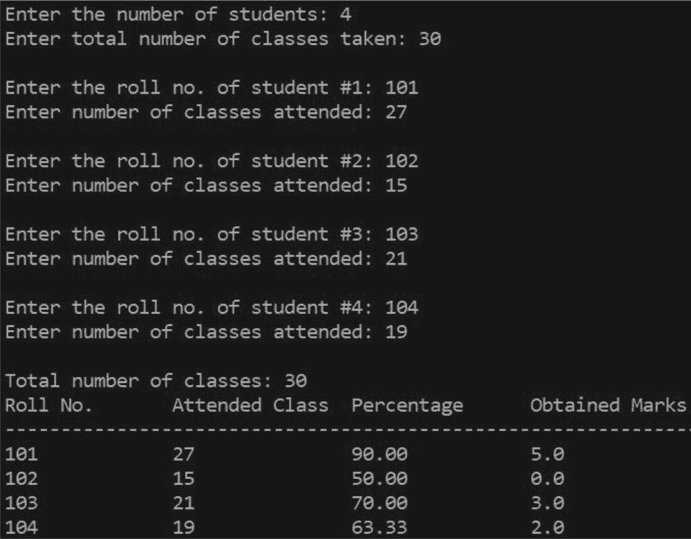 Enter the number of students: 4
Enter total number of classes taken: 30
Enter the roll no. of student #1: 101
Enter number of classes attended: 27
Enter the roll no. of student #2: 102
Enter number of classes attended: 15
Enter the roll no. of student #3: 103
Enter number of classes attended: 21
Enter the roll no. of student #4: 104
Enter number of classes attended: 19
Total number of classes: 30
Roll No. Attended Class Percentage Obtained Marks
--------------------------------------------------------------
101 27 90.00 5.0
102 15 50.00 0.0
103 21 70.00 3.0
104 19 63.33 2.0